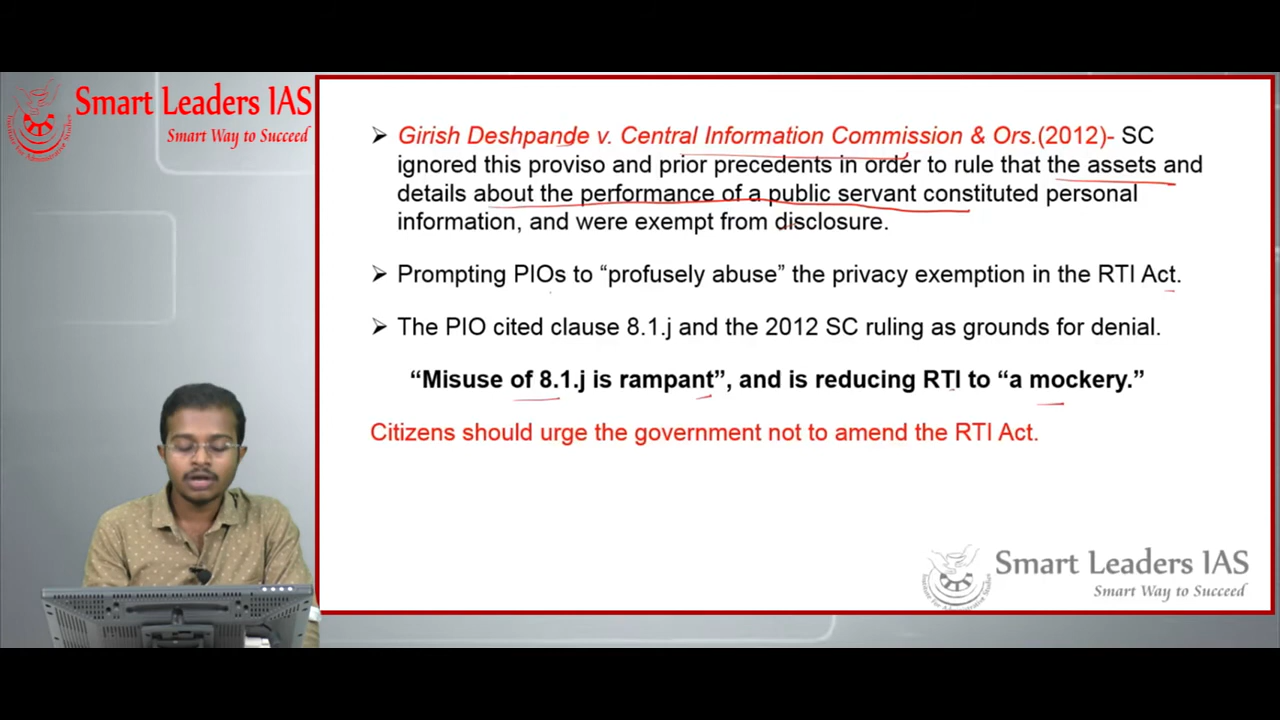 Smart Leaders IAS
Smart Way to Succeed
➢ Girish Deshpande v. Central Information Commission & Ors.(2012)- SC
ignored this proviso and prior precedents in order to rule that the assets and
details about the performance of a public servant constituted personal
information, and were exempt from disclosure.
➢ Prompting PIOs to “profusely abuse” the privacy exemption in the RTI Act.
➢ The PIO cited clause 8.1.j and the 2012 SC ruling as grounds for denial.
“Misuse of 8.1.j is rampant”, and is reducing RTI to “a mockery.”
Citizens should urge the government not to amend the RTI Act.
Smart Leaders IAS
Smart Way to Succeed